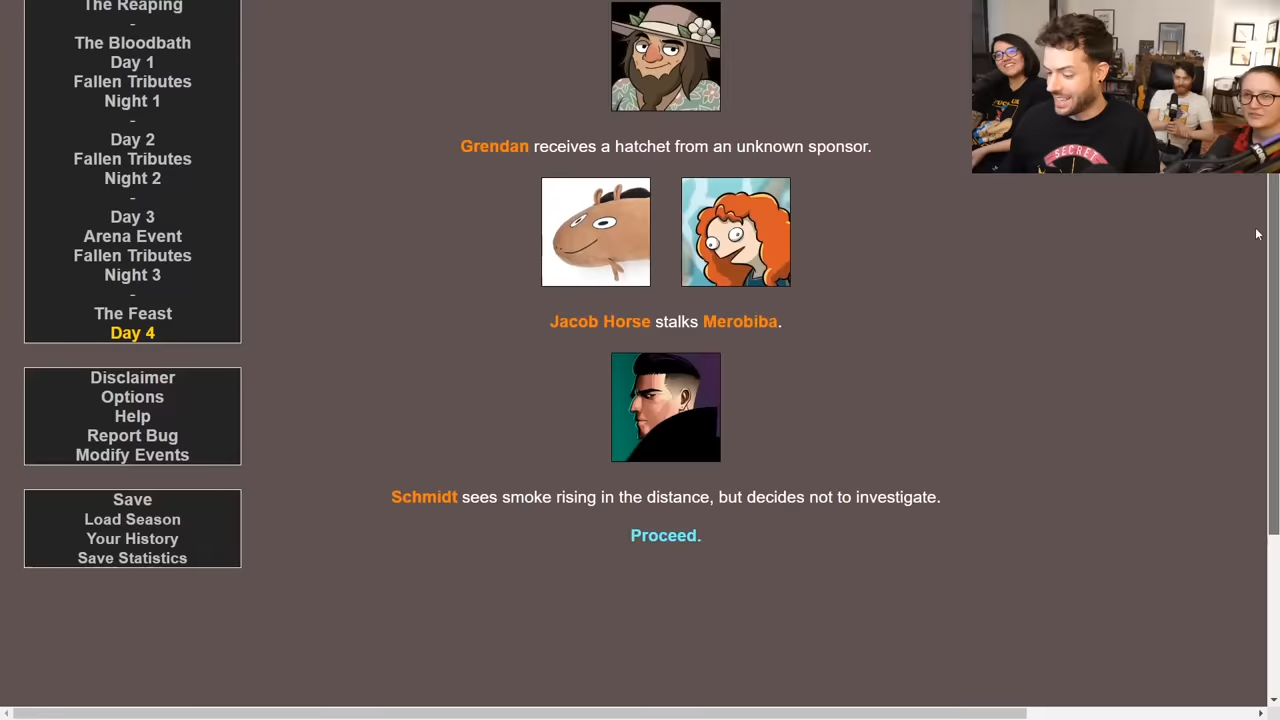 The Reaping
-
The Bloodbath
Day 1
Fallen Tributes
Night 1
-
Day 2
Fallen Tributes
Night 2
-
Day 3
Arena Event
Fallen Tributes
Night 3
-
The Feast
Day 4
Disclaimer
Options
Help
Report Bug
Modify Events
Save
Load Season
Your History
Save Statistics
Grendan receives a hatchet from an unknown sponsor.
Jacob Horse stalks Merobiba.
Schmidt sees smoke rising in the distance, but decides not to investigate.
Proceed.
SECRET